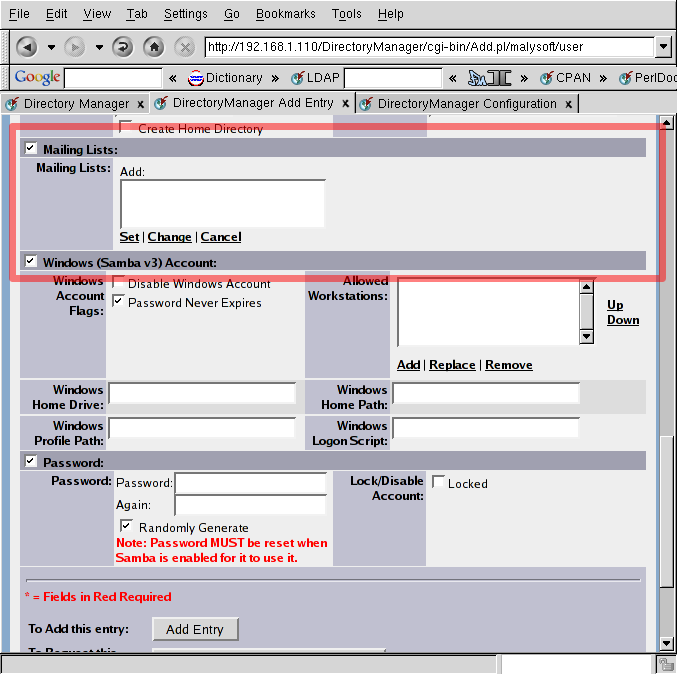 File Edit View Tab Settings Go Bookmarks Tools Help
http://192.168.1.110/DirectoryManager/cgi-bin/Add.pl/malysoft/user
Google « Dictionary » LDAP « » CPAN » PerlDoc
Directory Manager x DirectoryManager Add Entry x DirectoryManager Configuration x
Create Home Directory
Mailing Lists:
Mailing Lists: Add:
Set | Change | Cancel
Windows (Samba v3) Account:
Windows Account Flags: Disable Windows Account
Password Never Expires
Allowed Workstations:
Up
Down
Add | Replace | Remove
Windows Home Drive: Windows Home Path:
Windows Profile Path: Windows Logon Script:
Password:
Password: Password:
Again:
Randomly Generate
Note: Password MUST be reset when
Samba is enabled for it to use it.
Lock/Disable Account: Locked
* = Fields in Red Required
To Add this entry: Add Entry
To Request this